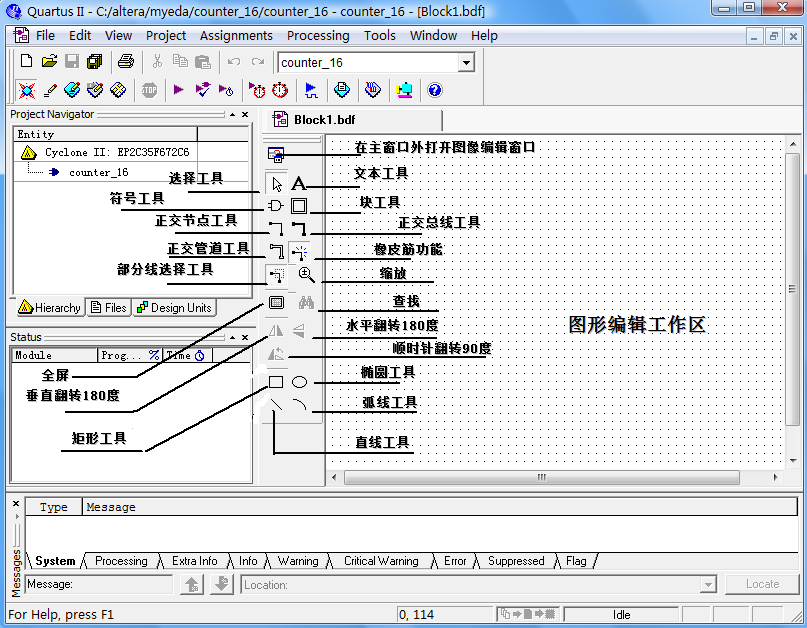 Quartus II - C:/altera/myeda/counter_16/counter_16 - counter_16 - [Block1.bdf]
File Edit View Project Assignments Processing Tools Window Help
counter_16
STOP
Project Navigator
Entity
Cyclone II: EP2C35F672C6
counter_16
Hierarchy Files Design Units
Status
Module Prog... % Time
Block1.bdf
在主窗口外打开图像编辑窗口
选择工具
文本工具
符号工具
块工具
正交节点工具
正交总线工具
正交管道工具
橡皮筋功能
部分线选择工具
缩放
查找
水平翻转180度
顺时针翻转90度
全屏
椭圆工具
垂直翻转180度
弧线工具
矩形工具
直线工具
图形编辑工作区
Type Message
System Processing Extra Info Info Warning Critical Warning Error Suppressed Flag
Messages
Message:
Location:
Locate
For Help, press F1
0, 114
Idle